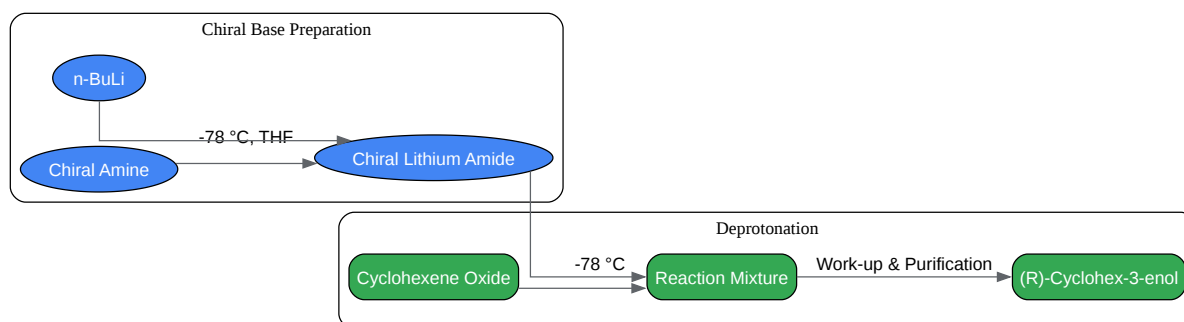 Chiral Base Preparation
n-BuLi
-78 °C, THF
Chiral Amine
Chiral Lithium Amide
Deprotonation
Cyclohexene Oxide
-78 °C
Reaction Mixture
Work-up & Purification
(R)-Cyclohex-3-enol